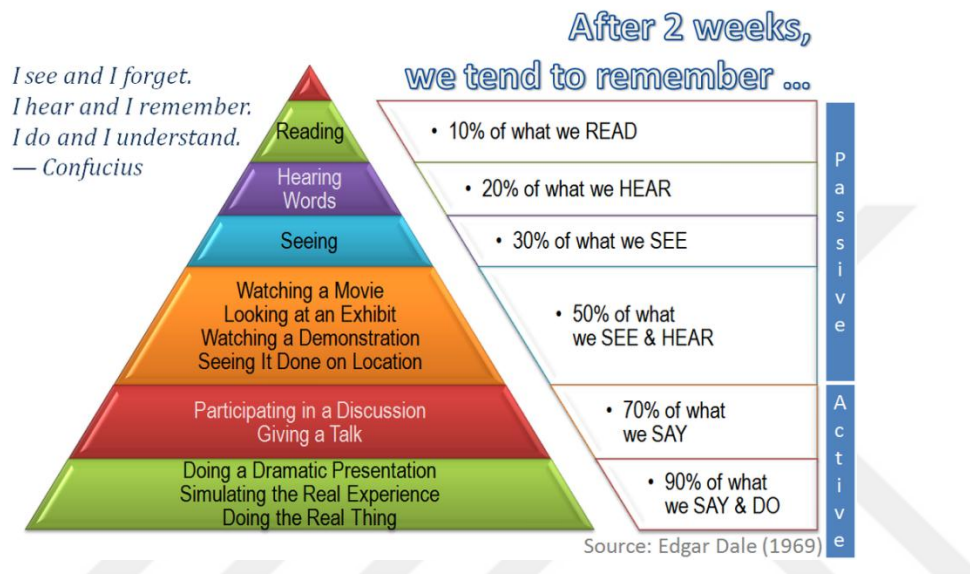 After 2 weeks,
we tend to remember ...
I see and I forget.
I hear and I remember.
I do and I understand.
— Confucius
Reading
• 10% of what we READ
Hearing
Words
• 20% of what we HEAR
Seeing
• 30% of what we SEE
Watching a Movie
Looking at an Exhibit
Watching a Demonstration
Seeing It Done on Location
• 50% of what
we SEE & HEAR
Participating in a Discussion
Giving a Talk
• 70% of what
we SAY
Doing a Dramatic Presentation
Simulating the Real Experience
Doing the Real Thing
• 90% of what
we SAY & DO
Passive
Active
Source: Edgar Dale (1969)